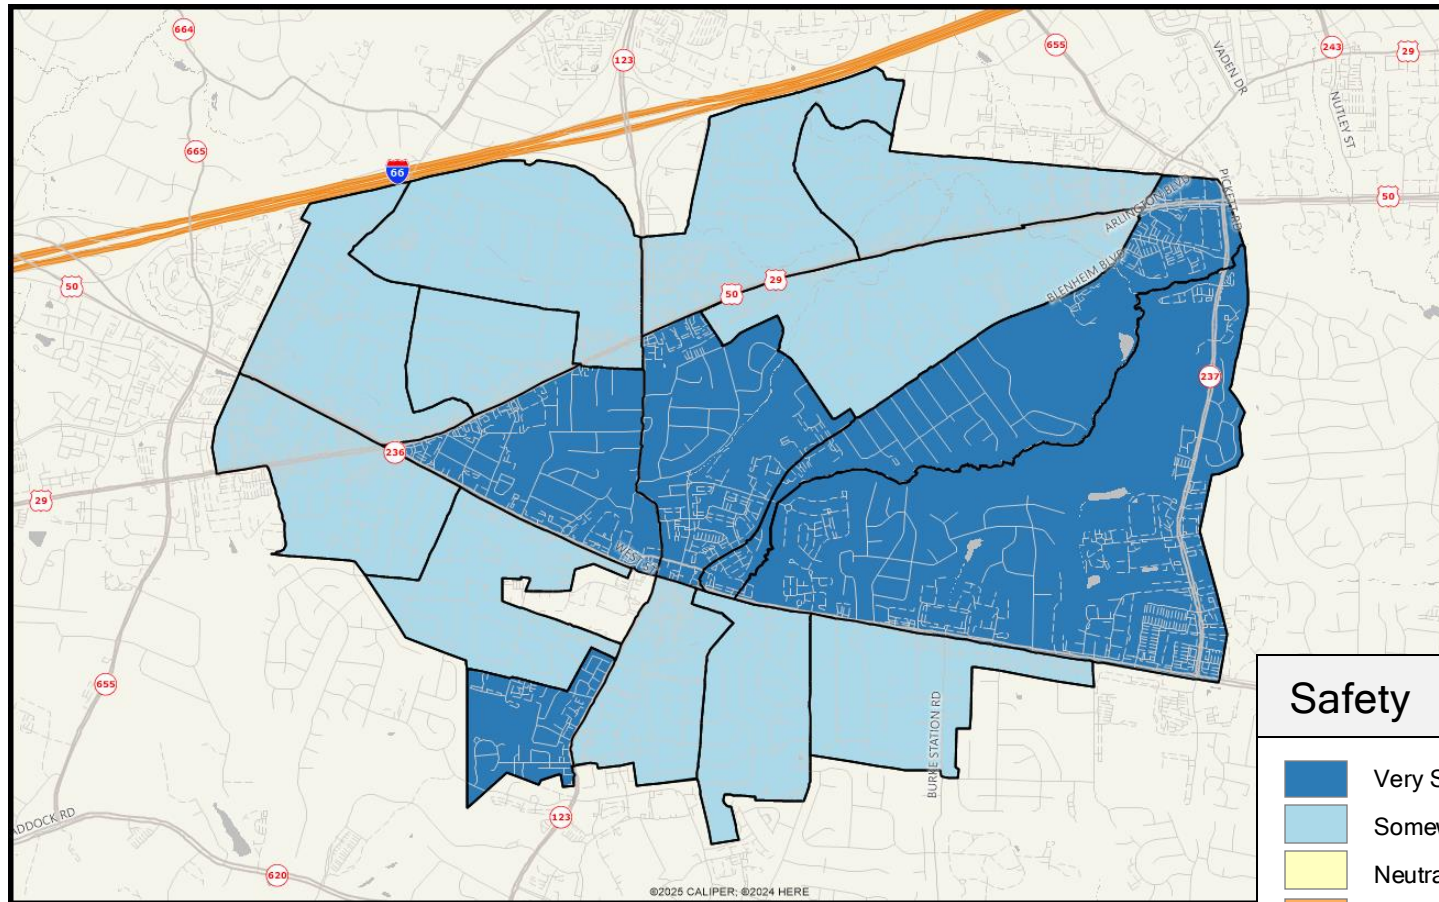 664
123
655
243
29
VADEN DR
NUTLEY ST
665
66
PICKETT RD
50
ARLINGTON BLVD
50
29
50
BLENHEIM BLVD
237
236
29
WEST ST
655
BURKE STATION RD
123
620
©2025 CALIPER; ©2024 HERE
Safety
Very S
Somew
Neutra